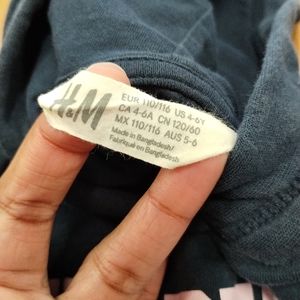 H&M
EUR 110/116 US 4-6Y
CA 4-6A CN 120/60
MX 110/116 AUS 5-6
Made in Bangladesh/
Fabriqué en Bangladesh